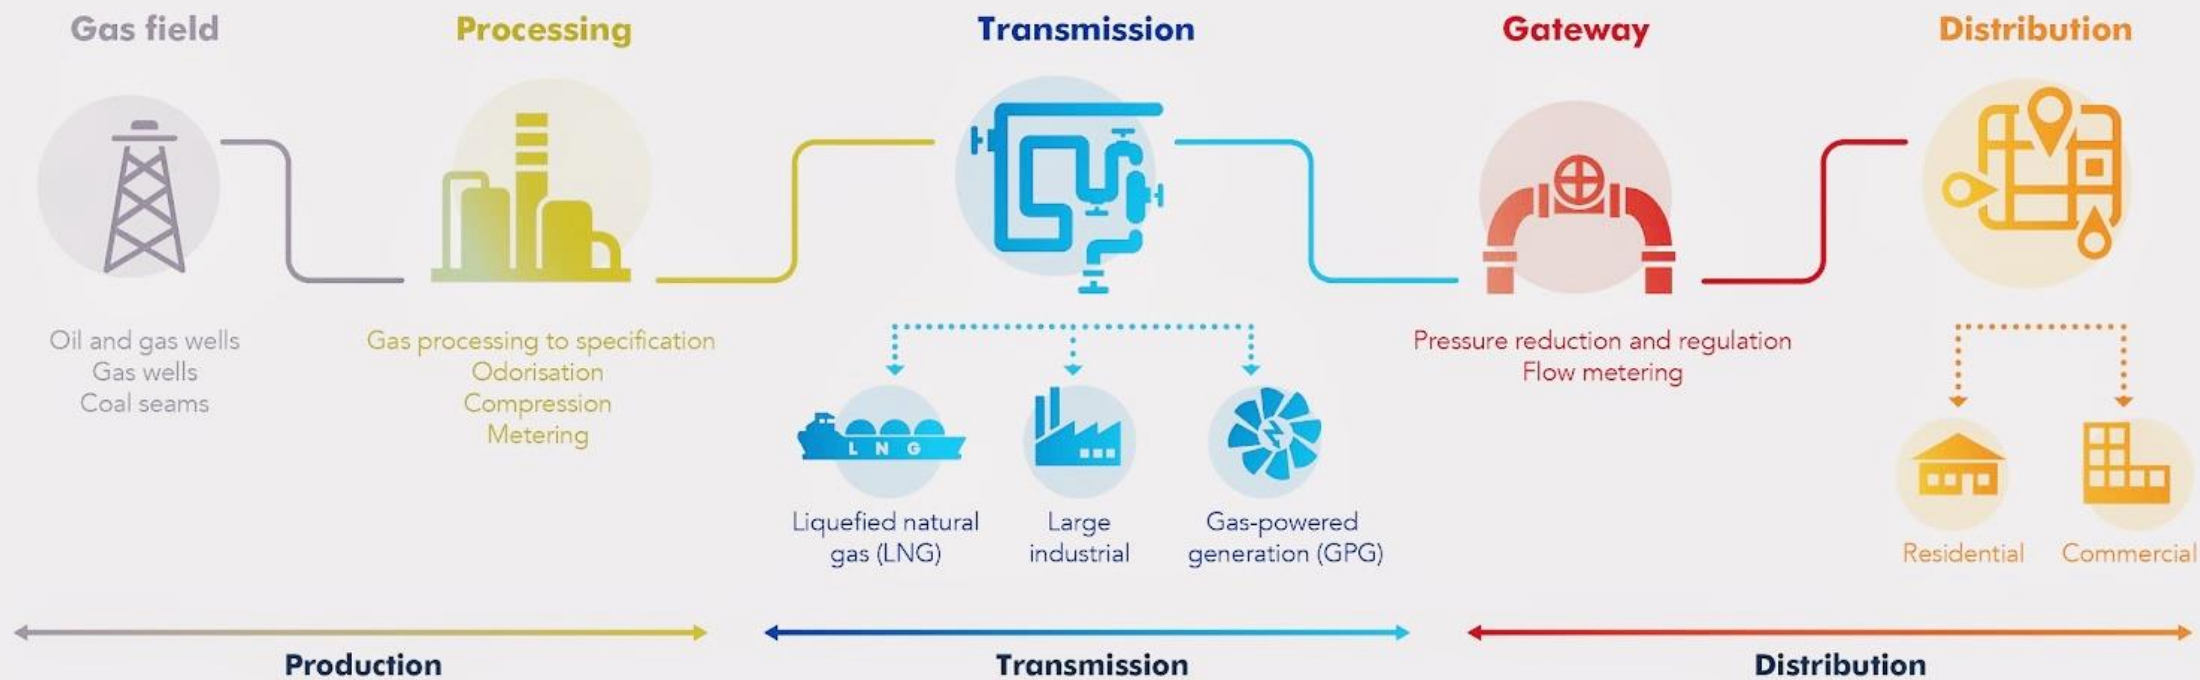 Gas field
Processing
Transmission
Gateway
Distribution
Oil and gas wells
Gas wells
Coal seams
Gas processing to specification
Odorisation
Compression
Metering
Pressure reduction and regulation
Flow metering
L N G
Liquefied natural
gas (LNG)
Large
industrial
Gas-powered
generation (GPG)
Residential
Commercial
Production
Transmission
Distribution